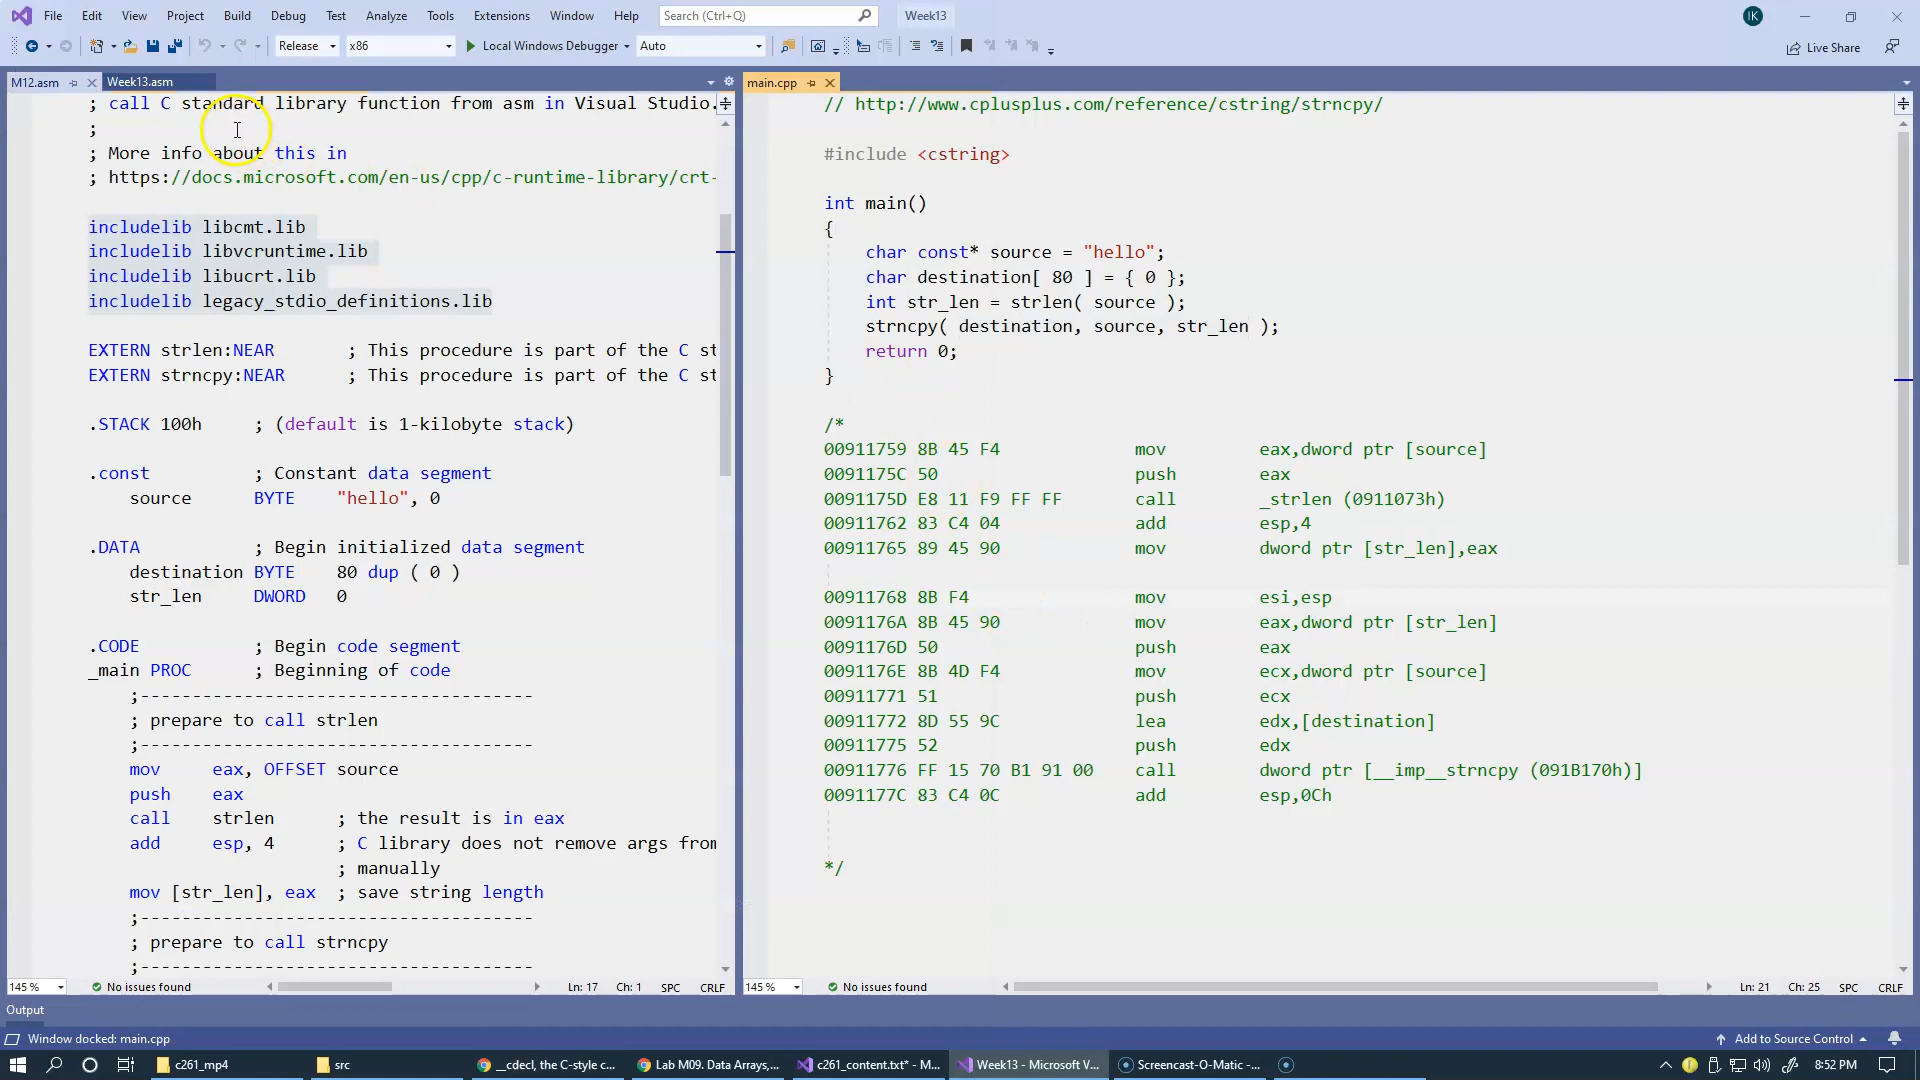 File Edit View Project Build Debug Test Analyze Tools Extensions Window Help Search (Ctrl+Q) Week13 IK
Release x86 Local Windows Debugger Auto Live Share
M12.asm Week13.asm
; call C standard library function from asm in Visual Studio.
;
; More info about this in
; https://docs.microsoft.com/en-us/cpp/c-runtime-library/crt-
includelib libcmt.lib
includelib libvcruntime.lib
includelib libucrt.lib
includelib legacy_stdio_definitions.lib
EXTERN strlen:NEAR ; This procedure is part of the C st
EXTERN strncpy:NEAR ; This procedure is part of the C st
.STACK 100h ; (default is 1-kilobyte stack)
.const ; Constant data segment
source BYTE "hello", 0
.DATA ; Begin initialized data segment
destination BYTE 80 dup ( 0 )
str_len DWORD 0
.CODE ; Begin code segment
_main PROC ; Beginning of code
;--------------------------------------
; prepare to call strlen
;--------------------------------------
mov eax, OFFSET source
push eax
call strlen ; the result is in eax
add esp, 4 ; C library does not remove args from
; manually
mov [str_len], eax ; save string length
;--------------------------------------
; prepare to call strncpy
;--------------------------------------
145 % No issues found Ln: 17 Ch: 1 SPC CRLF
main.cpp
// http://www.cplusplus.com/reference/cstring/strncpy/
#include <cstring>
int main()
{
char const* source = "hello";
char destination[ 80 ] = { 0 };
int str_len = strlen( source );
strncpy( destination, source, str_len );
return 0;
}
/*
00911759 8B 45 F4 mov eax,dword ptr [source]
0091175C 50 push eax
0091175D E8 11 F9 FF FF call _strlen (0911073h)
00911762 83 C4 04 add esp,4
00911765 89 45 90 mov dword ptr [str_len],eax
00911768 8B F4 mov esi,esp
0091176A 8B 45 90 mov eax,dword ptr [str_len]
0091176D 50 push eax
0091176E 8B 4D F4 mov ecx,dword ptr [source]
00911771 51 push ecx
00911772 8D 55 9C lea edx,[destination]
00911775 52 push edx
00911776 FF 15 70 B1 91 00 call dword ptr [__imp__strncpy (091B170h)]
0091177C 83 C4 0C add esp,0Ch
*/
145 % No issues found Ln: 21 Ch: 25 SPC CRLF
Output
Window docked: main.cpp Add to Source Control
c261_mp4 src __cdecl, the C-style c... Lab M09. Data Arrays,... c261_content.txt* - M... Week13 - Microsoft V... Screencast-O-Matic -... 8:52 PM